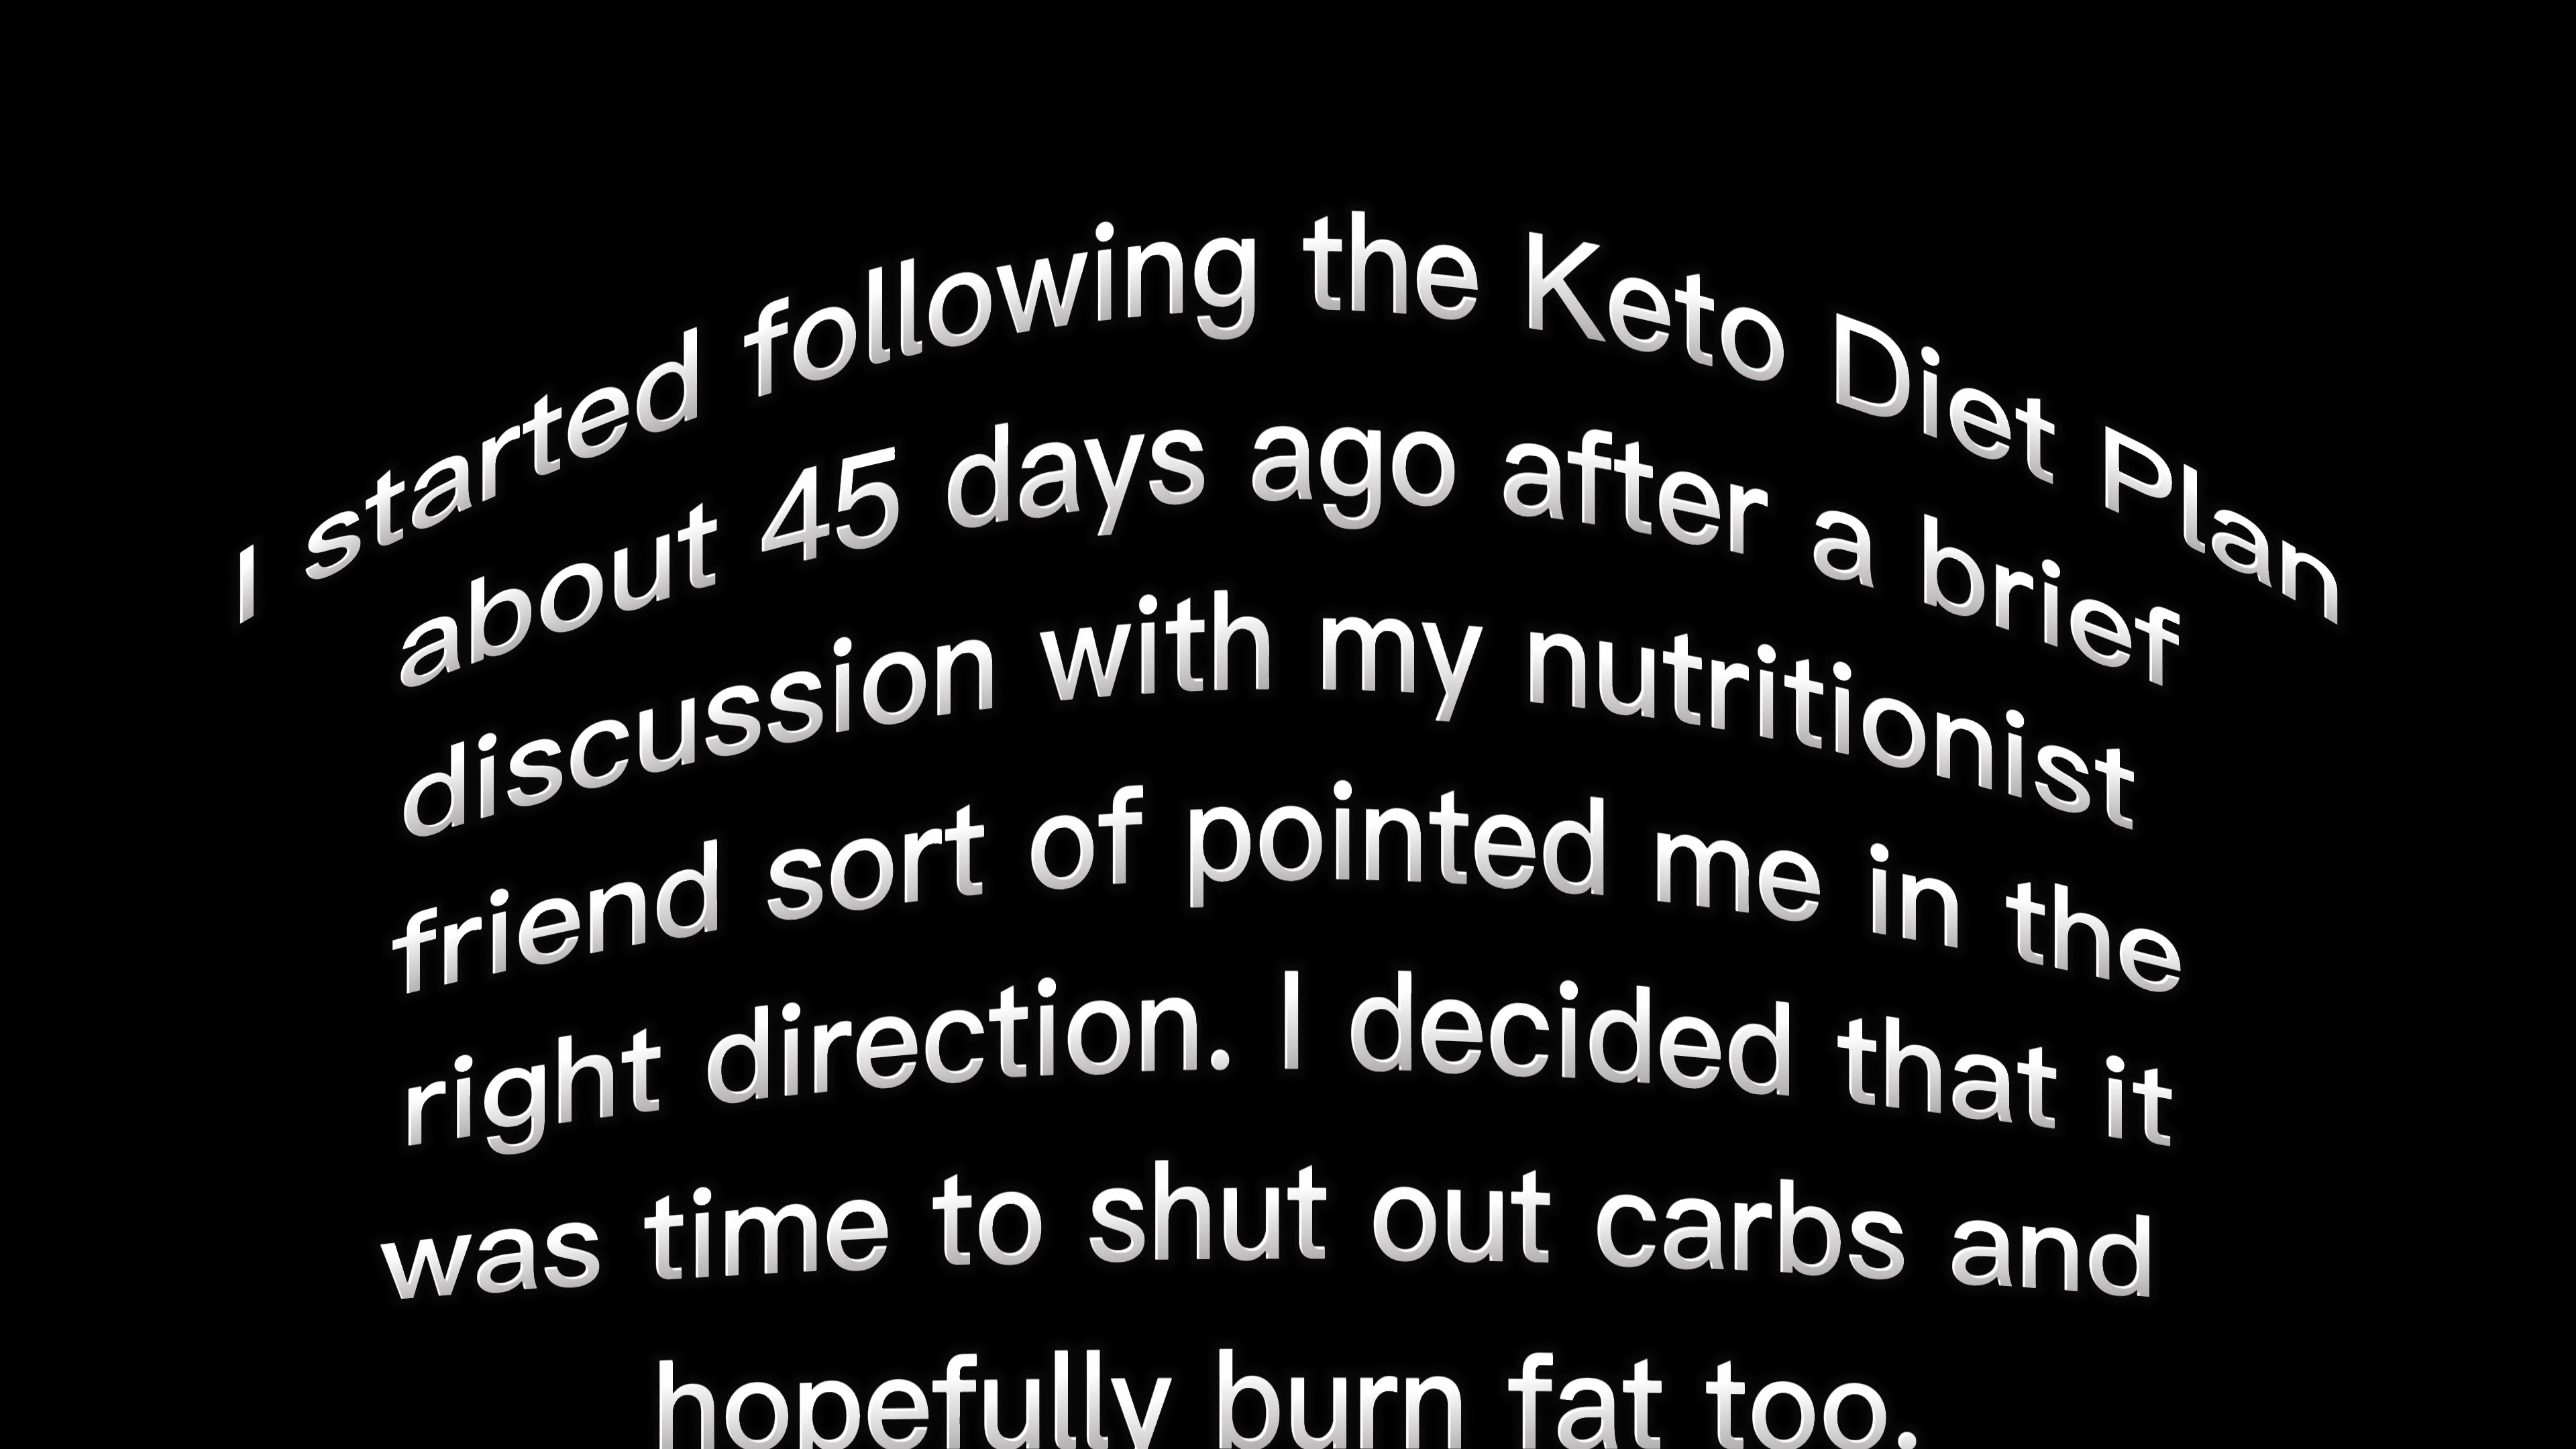 I started following the Keto Diet Plan
about 45 days ago after a brief
discussion with my nutritionist
friend sort of pointed me in the
right direction. I decided that it
was time to shut out carbs and
hopefully burn fat too.